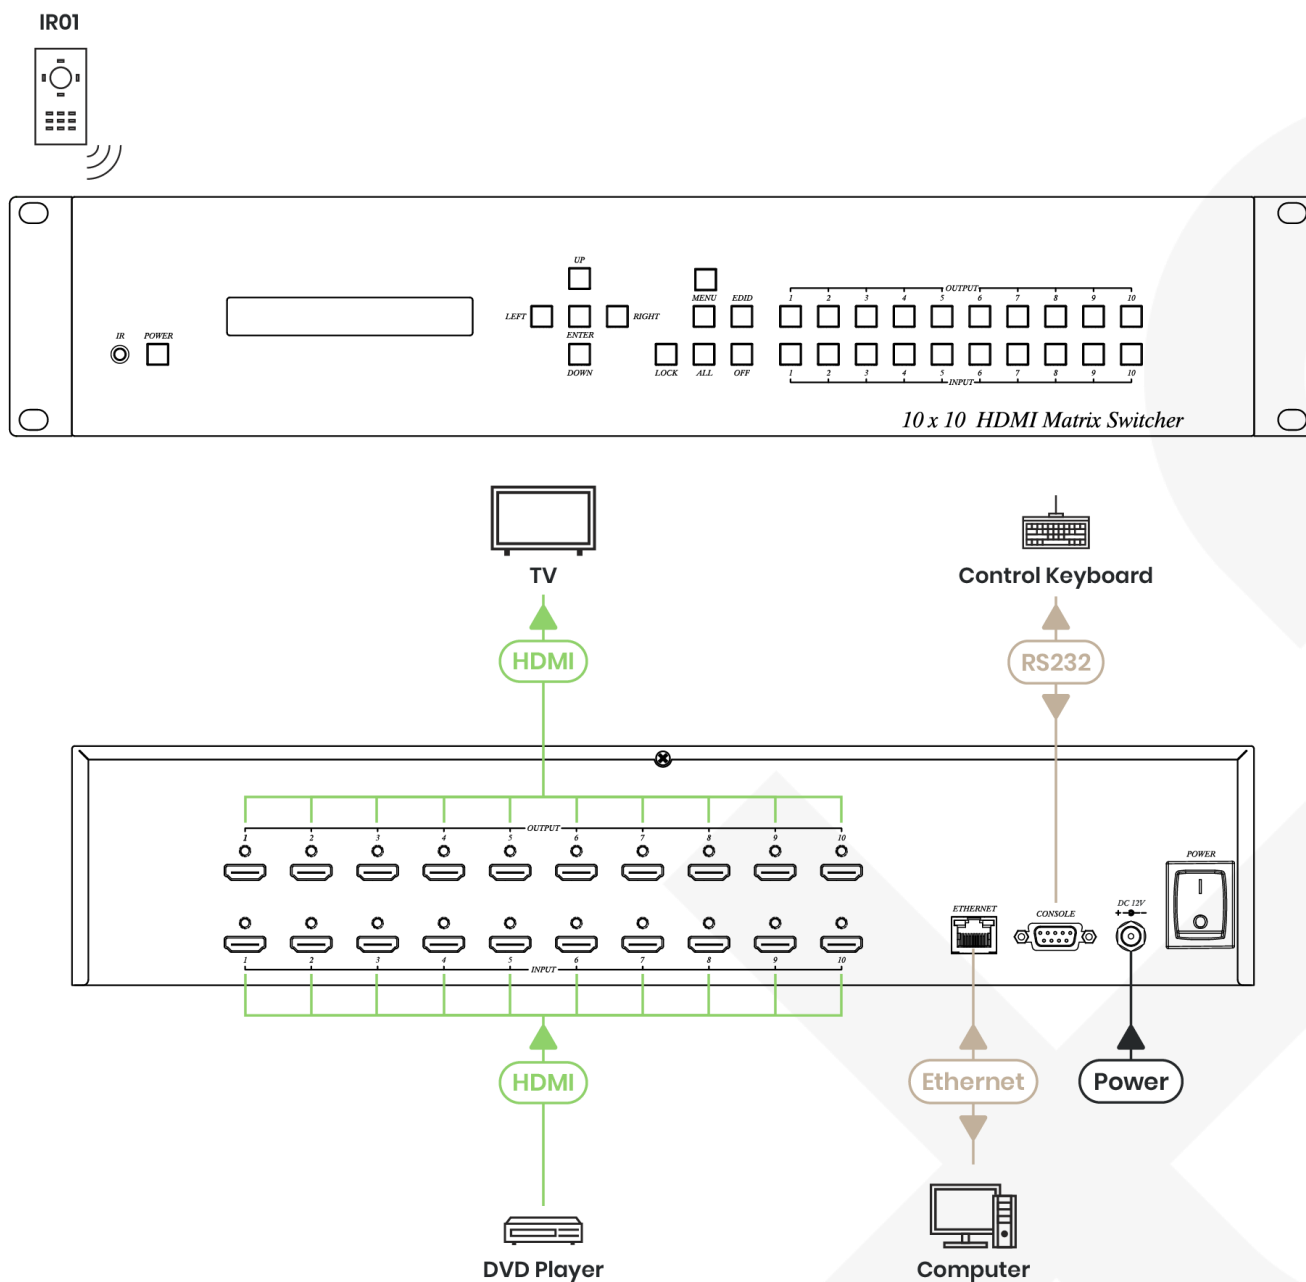 IR01
UP
MENU EDID
OUTPUT
1 2 3 4 5 6 7 8 9 10
LEFT RIGHT
IR POWER
ENTER
DOWN
LOCK ALL OFF
1 2 3 4 5 6 7 8 9 10
INPUT
10 x 10 HDMI Matrix Switcher
TV
Control Keyboard
HDMI
RS232
OUTPUT
1 2 3 4 5 6 7 8 9 10
POWER
ETHERNET
CONSOLE
DC 12V
+ -
1 2 3 4 5 6 7 8 9 10
INPUT
HDMI
Ethernet
Power
DVD Player
Computer